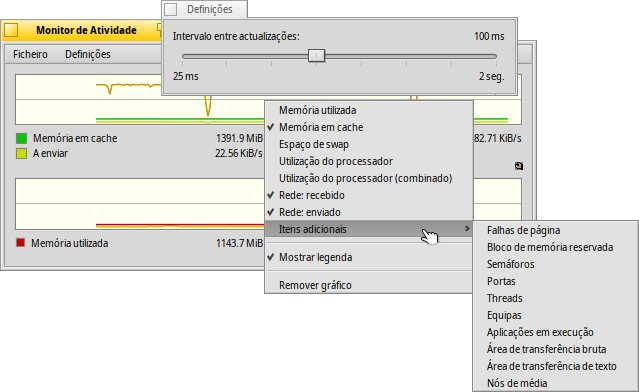 Definições
Monitor de Atividade
Intervalo entre actualizações:
100 ms
25 ms
2 seg.
Ficheiro
Definições
Memória em cache
1391.9 MiB
82.71 KiB/s
A enviar
22.56 KiB/s
Memória utilizada
1143.7 MiB
Memória utilizada
Memória em cache
Espaço de swap
Utilização do processador
Utilização do processador (combinado)
Rede: recebido
Rede: enviado
Itens adicionais
Mostrar legenda
Remover gráfico
Falhas de página
Bloco de memória reservada
Semáforos
Portas
Threads
Equipas
Aplicações em execução
Área de transferência bruta
Área de transferência de texto
Nós de média